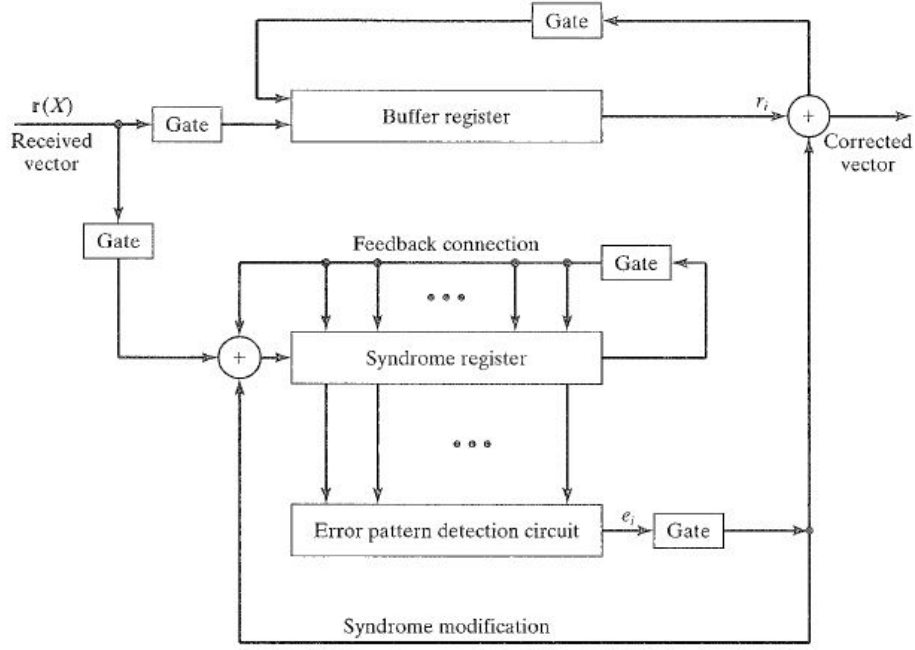 Gate
r(X)
Gate
Buffer register
r_i
+
Received
vector
Corrected
vector
Gate
Feedback connection
Gate
+
Syndrome register
Error pattern detection circuit
e_i
Gate
Syndrome modification